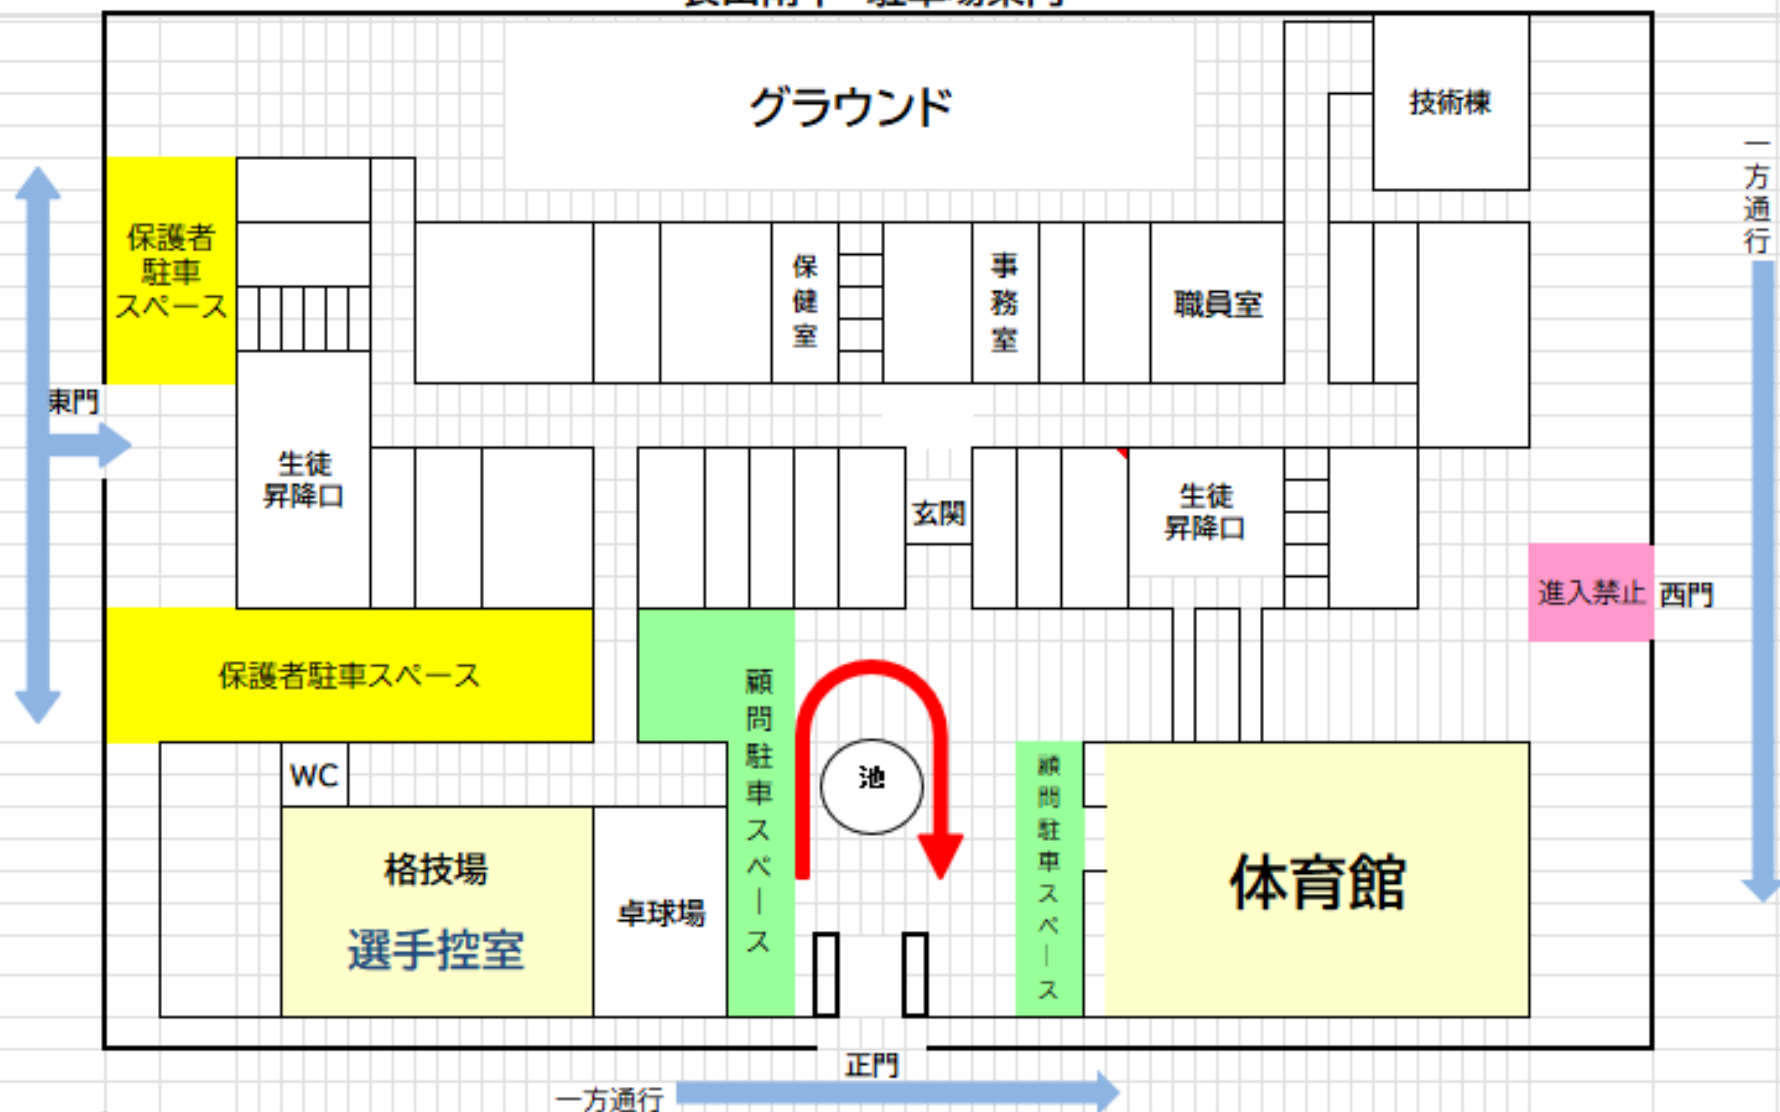 グラウンド
技術棟
一方通行
保護者
駐車
スペース
保健室
事務室
職員室
東門
生徒
昇降口
玄関
生徒
昇降口
進入禁止
西門
保護者駐車スペース
顧問駐車スペース
池
顧問駐車スペース
WC
格技場
選手控室
卓球場
体育館
正門
一方通行